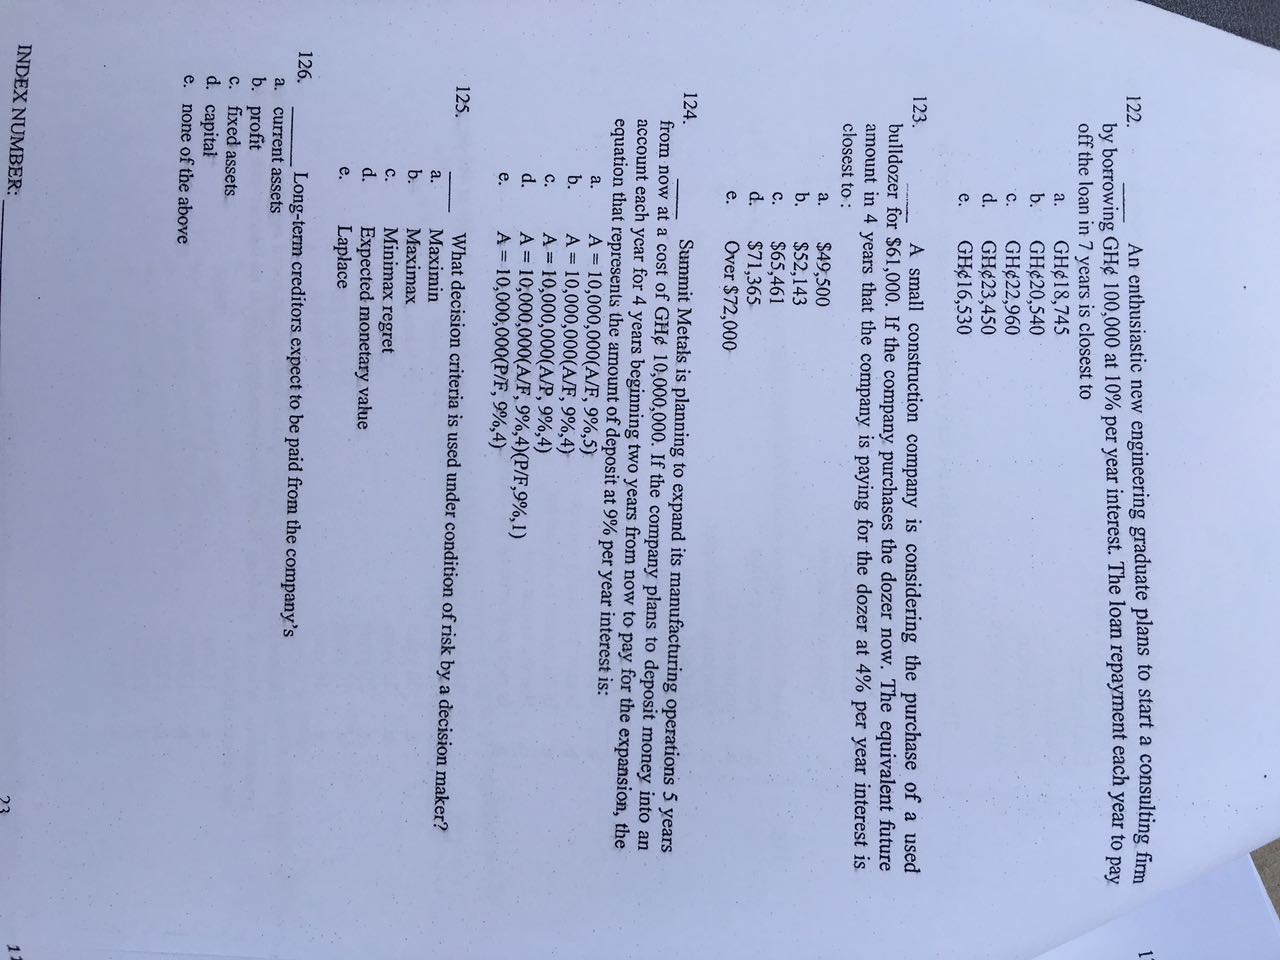 1
122. ______ An enthusiastic new engineering graduate plans to start a consulting firm
by borrowing GH¢ 100,000 at 10% per year interest. The loan repayment each year to pay
off the loan in 7 years is closest to
a. GH¢18,745
b. GH¢20,540
c. GH¢22,960
d. GH¢23,450
e. GH¢16,530
123. ______ A small construction company is considering the purchase of a used
bulldozer for $61,000. If the company purchases the dozer now. The equivalent future
amount in 4 years that the company is paying for the dozer at 4% per year interest is
closest to :
a. $49,500
b. $52,143
c. $65,461
d. $71,365
e. Over $72,000
124. ______ Summit Metals is planning to expand its manufacturing operations 5 years
from now at a cost of GH¢ 10,000,000. If the company plans to deposit money into an
account each year for 4 years beginning two years from now to pay for the expansion, the
equation that represents the amount of deposit at 9% per year interest is:
a. A = 10,000,000(A/F, 9%,5)
b. A = 10,000,000(A/F, 9%,4)
c. A = 10,000,000(A/P, 9%,4)
d. A = 10,000,000(A/F, 9%,4)(P/F,9%,1)
e. A = 10,000,000(P/F, 9%,4)
125. ______ What decision criteria is used under condition of risk by a decision maker?
a. Maximin
b. Maximax
c. Minimax regret
d. Expected monetary value
e. Laplace
126. ______ Long-term creditors expect to be paid from the company's
a. current assets
b. profit
c. fixed assets
d. capital
e. none of the above
INDEX NUMBER: ______
23